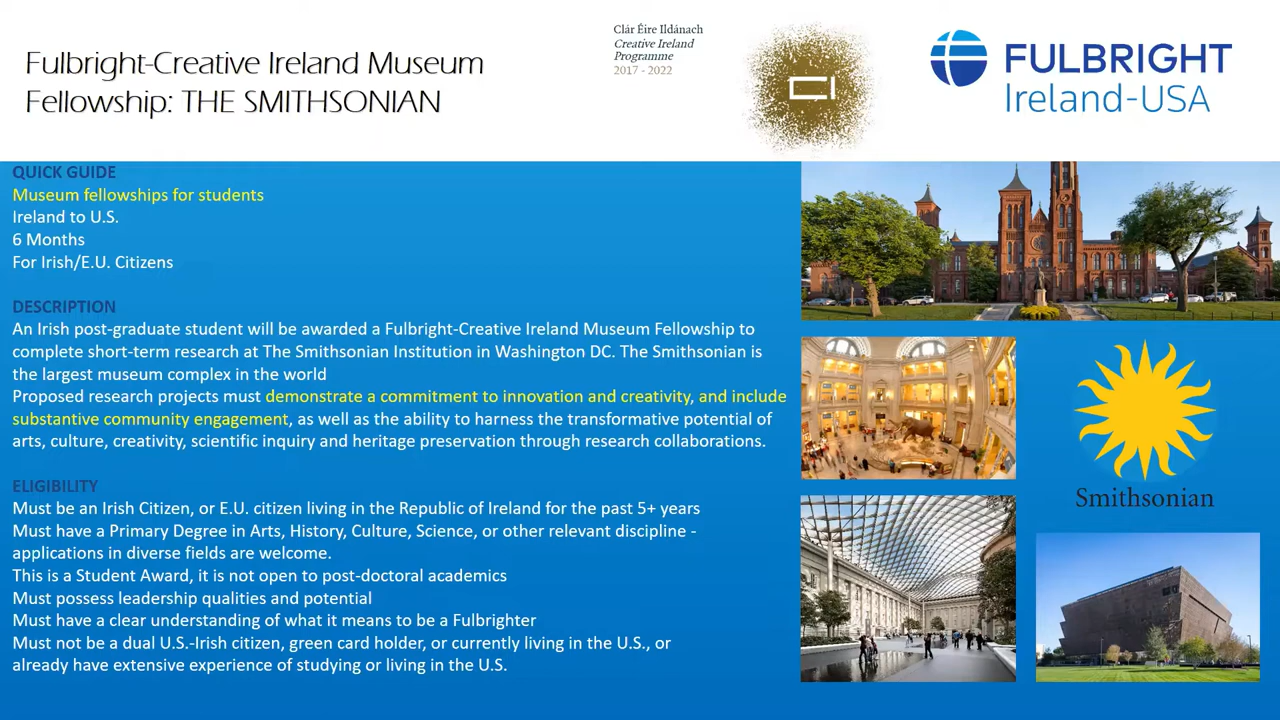 Fulbright-Creative Ireland Museum
Fellowship: THE SMITHSONIAN
Clár Éire Ildánach
Creative Ireland
Programme
2017 - 2022
CI
FULBRIGHT
Ireland-USA
QUICK GUIDE
Museum fellowships for students
Ireland to U.S.
6 Months
For Irish/E.U. Citizens
DESCRIPTION
An Irish post-graduate student will be awarded a Fulbright-Creative Ireland Museum Fellowship to
complete short-term research at The Smithsonian Institution in Washington DC. The Smithsonian is
the largest museum complex in the world
Proposed research projects must demonstrate a commitment to innovation and creativity, and include
substantive community engagement, as well as the ability to harness the transformative potential of
arts, culture, creativity, scientific inquiry and heritage preservation through research collaborations.
ELIGIBILITY
Must be an Irish Citizen, or E.U. citizen living in the Republic of Ireland for the past 5+ years
Must have a Primary Degree in Arts, History, Culture, Science, or other relevant discipline -
applications in diverse fields are welcome.
This is a Student Award, it is not open to post-doctoral academics
Must possess leadership qualities and potential
Must have a clear understanding of what it means to be a Fulbrighter
Must not be a dual U.S.-Irish citizen, green card holder, or currently living in the U.S., or
already have extensive experience of studying or living in the U.S.
Smithsonian